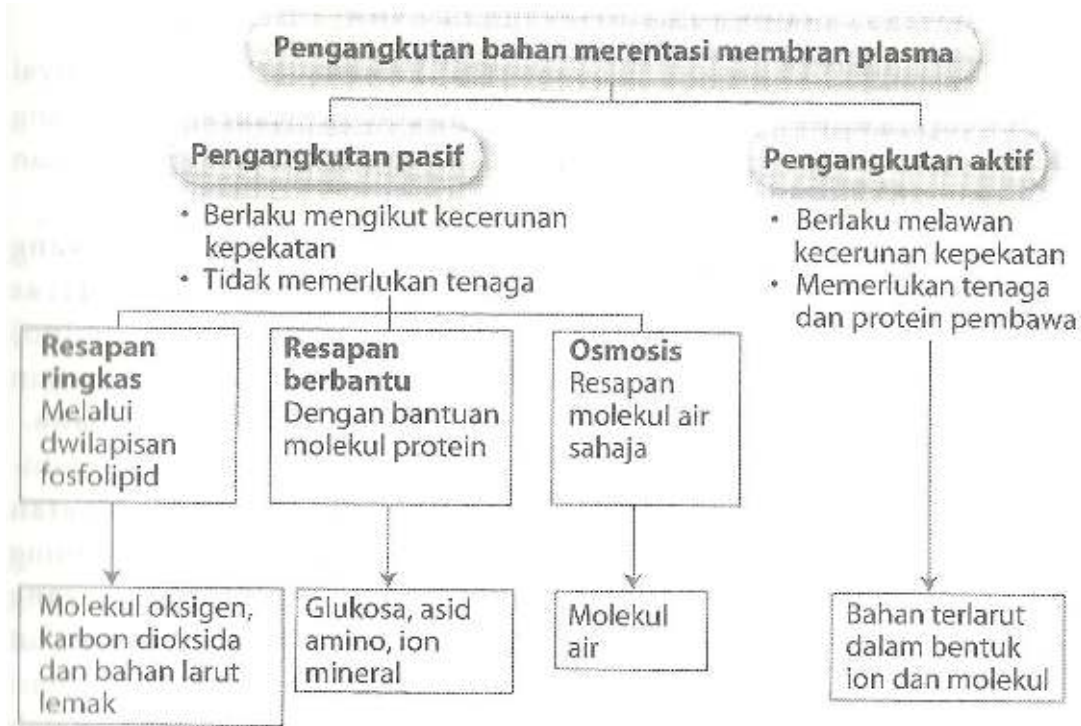 Pengangkutan bahan merentasi membran plasma
Pengangkutan pasif
• Berlaku mengikut kecerunan
kepekatan
• Tidak memerlukan tenaga
Pengangkutan aktif
• Berlaku melawan
kecerunan kepekatan
• Memerlukan tenaga
dan protein pembawa
Resapan
ringkas
Melalui
dwilapisan
fosfolipid
Resapan
berbantu
Dengan bantuan
molekul protein
Osmosis
Resapan
molekul air
sahaja
Molekul oksigen,
karbon dioksida
dan bahan larut
lemak
Glukosa, asid
amino, ion
mineral
Molekul
air
Bahan terlarut
dalam bentuk
ion dan molekul